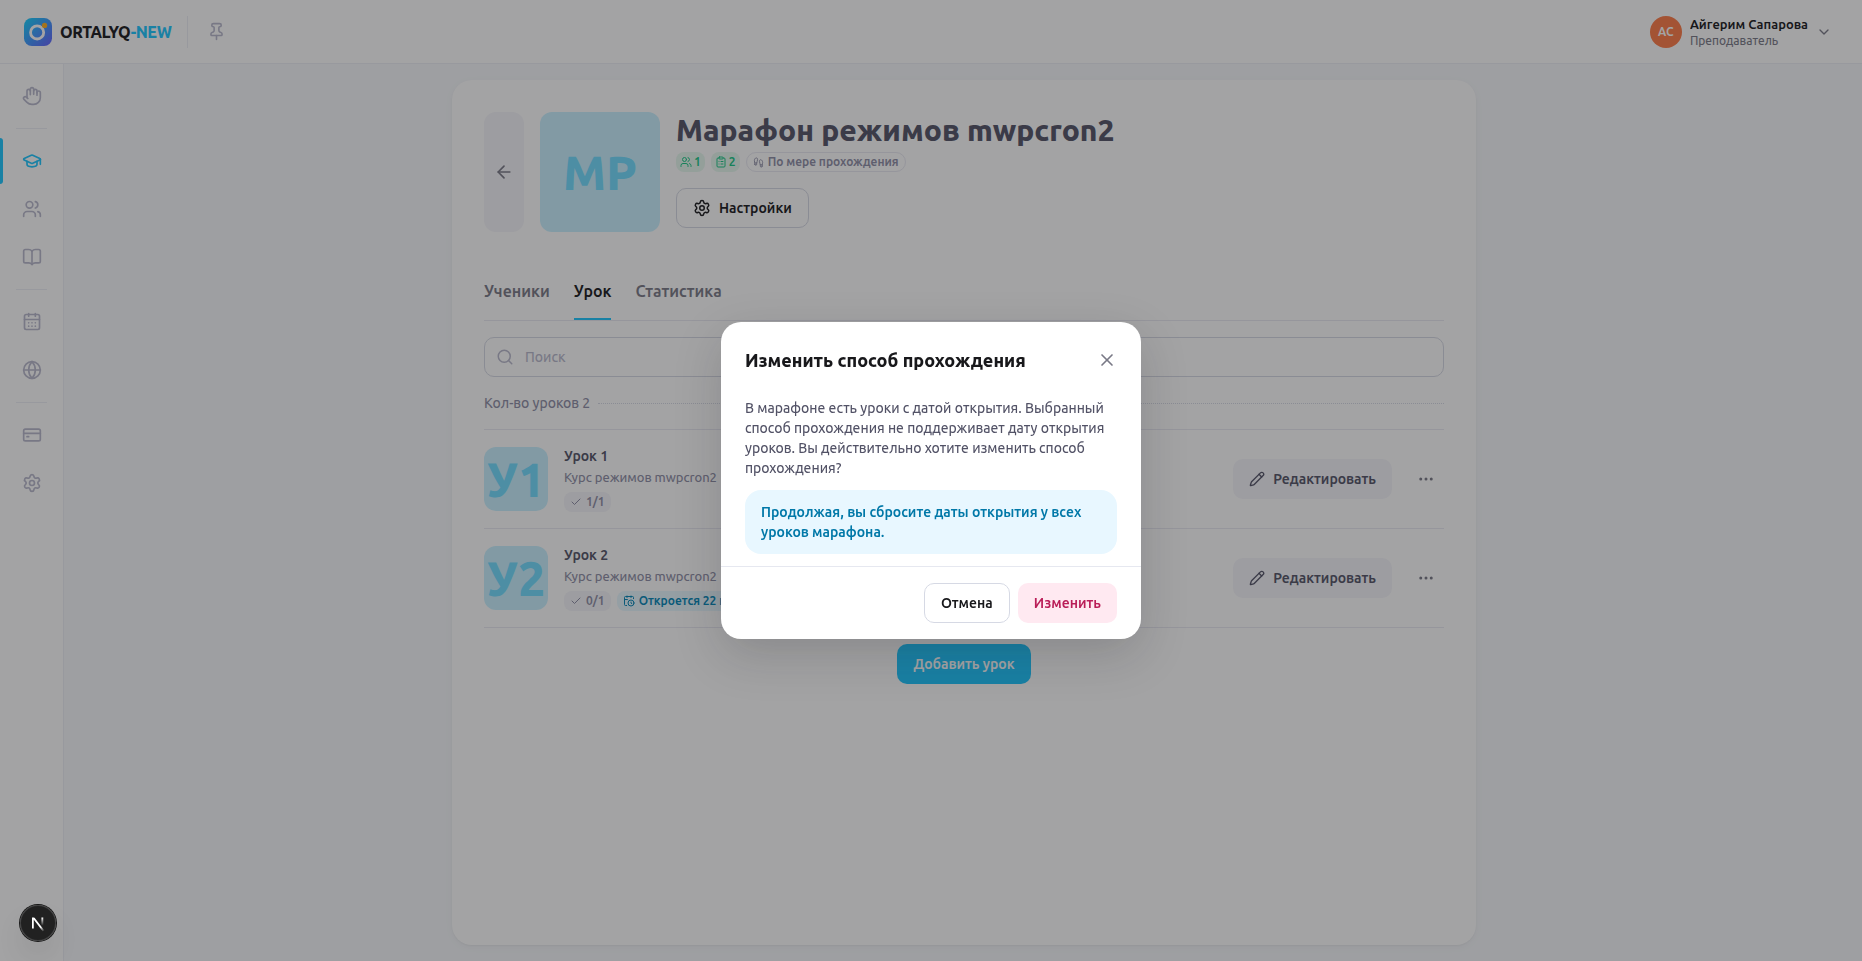 ORTALYQ-NEW
АС
Айгерим Сапарова
Преподаватель
МР
Марафон режимов mwpcron2
1
2
По мере прохождения
Настройки
Ученики
Урок
Статистика
Поиск
Кол-во уроков 2
У1
Урок 1
Курс режимов mwpcron2
1/1
Редактировать
У2
Урок 2
Курс режимов mwpcron2
0/1
Откроется 22
Редактировать
Добавить урок
Изменить способ прохождения
В марафоне есть уроки с датой открытия. Выбранный
способ прохождения не поддерживает дату открытия
уроков. Вы действительно хотите изменить способ
прохождения?
Продолжая, вы сбросите даты открытия у всех
уроков марафона.
Отмена
Изменить
N